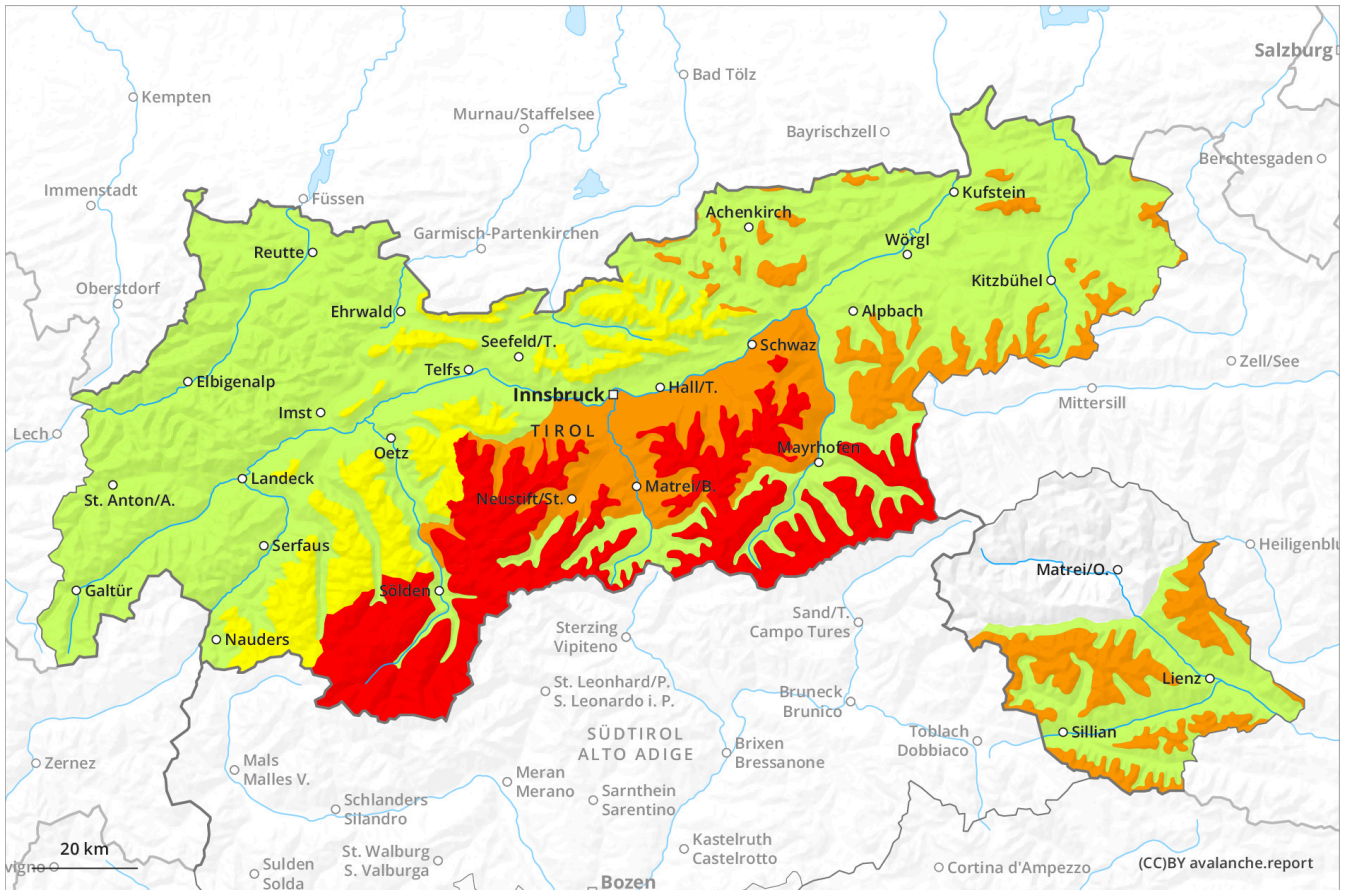 Salzburg
Kempten
Bad Tölz
Murnau/Staffelsee
Bayrischzell
Berchtesgaden
Immenstadt
Füssen
Kufstein
Achenkirch
Garmisch-Partenkirchen
Reutte
Wörgl
Oberstdorf
Kitzbühel
Ehrwald
Alpbach
Seefeld/T.
Schwaz
Zell/See
Telfs
Elbigenalp
Innsbruck
Hall/T.
Mittersill
Imst
Lech
TIROL
Oetz
Mayrhofen
Landeck
St. Anton/A.
Neustift/St.
Matrei/B.
Serfaus
Heiligenblu
Matrei/O.
Galtür
Sölden
Sand/T.
Campo Tures
Sterzing
Vipiteno
Nauders
Lienz
St. Leonhard/P.
S. Leonardo i. P.
Bruneck
Brunico
SÜDTIROL
ALTO ADIGE
Sillian
Toblach
Dobbiaco
Brixen
Bressanone
Zernez
Mals
Malles V.
Meran
Merano
Sarnthein
Sarentino
Schlanders
Silandro
Kastelruth
Castelrotto
20 km
St. Walburg
S. Valburga
vigno
Sulden
Solda
Cortina d'Ampezzo
(CC)BY avalanche.report
Bozen